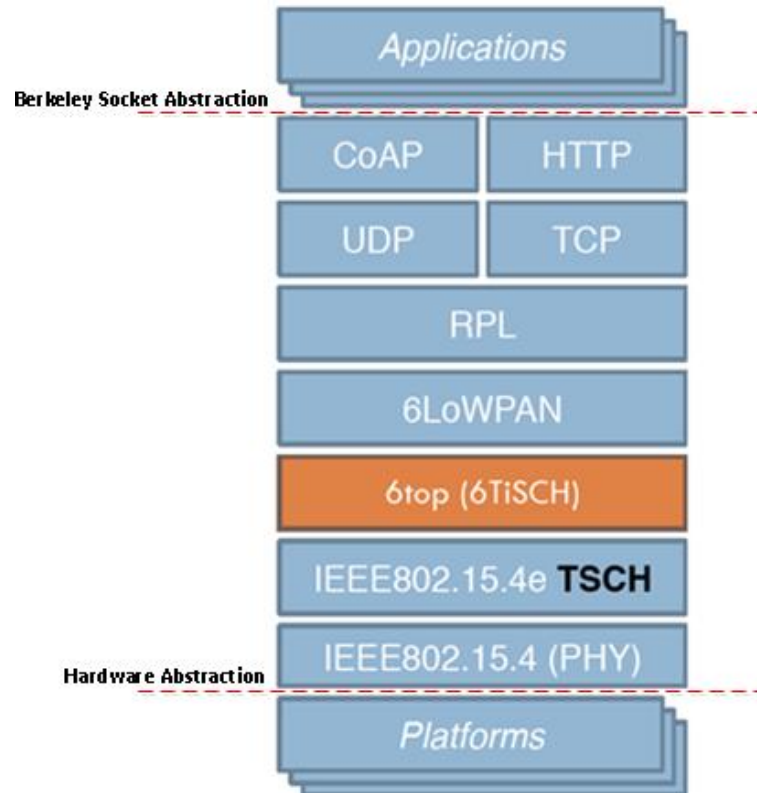 Applications
Berkeley Socket Abstraction
CoAP HTTP
UDP TCP
RPL
6LoWPAN
6top (6TiSCH)
IEEE802.15.4e TSCH
IEEE802.15.4 (PHY)
Hardware Abstraction
Platforms